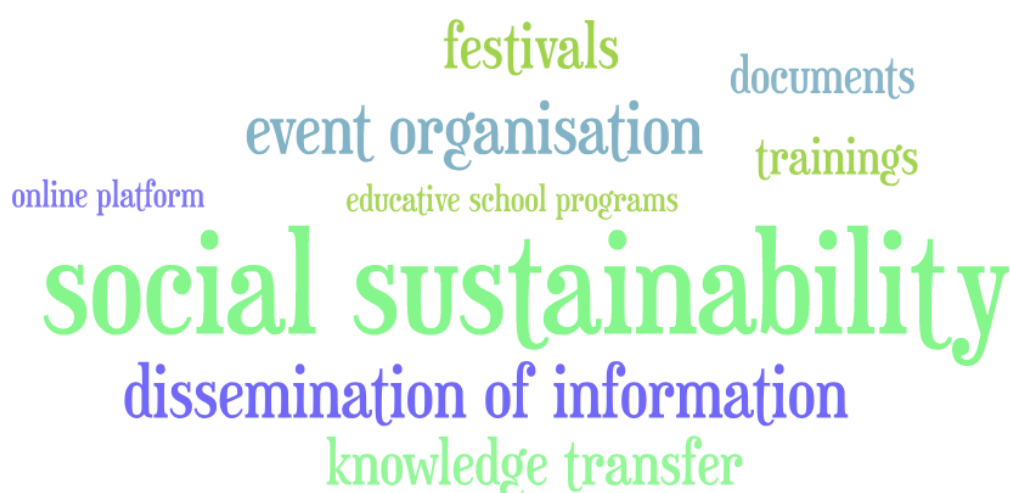 festivals
documents
event organisation
trainings
online platform
educative school programs
social sustainability
dissemination of information
knowledge transfer